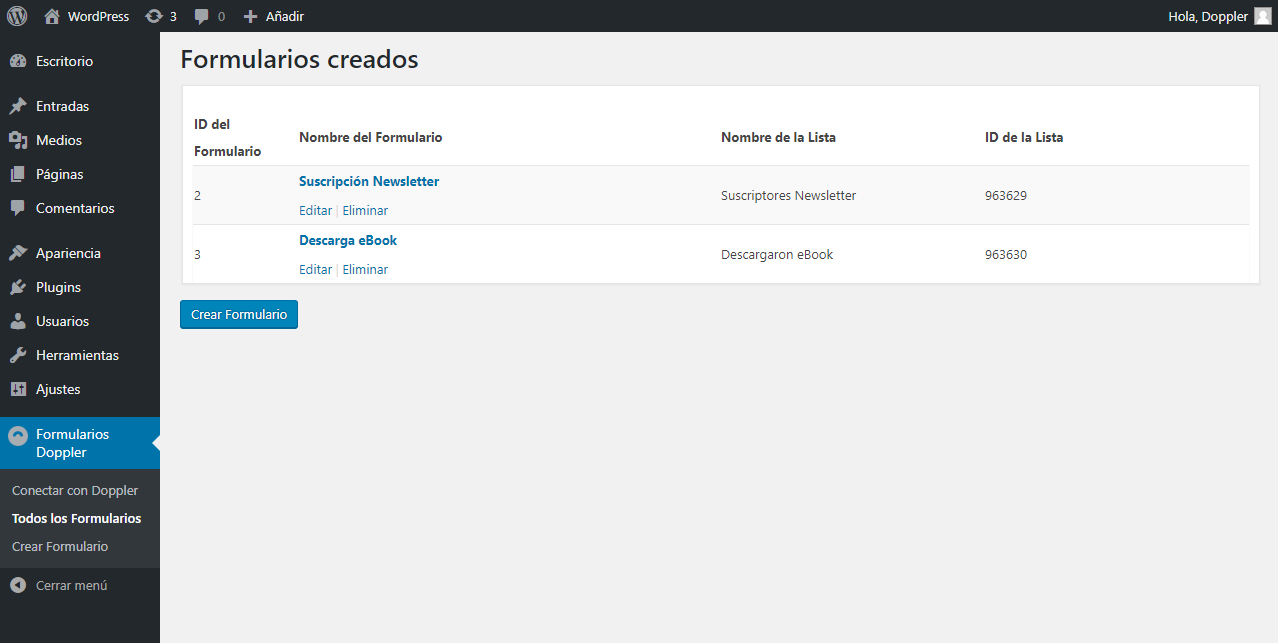 WordPress 3 0 Añadir Hola, Doppler
Escritorio
Entradas
Medios
Páginas
Comentarios
Apariencia
Plugins
Usuarios
Herramientas
Ajustes
Formularios
Doppler
Conectar con Doppler
Todos los Formularios
Crear Formulario
Cerrar menú
Formularios creados
ID del
Formulario
Nombre del Formulario
Nombre de la Lista
ID de la Lista
2
Suscripción Newsletter
Editar | Eliminar
Suscriptores Newsletter
963629
3
Descarga eBook
Editar | Eliminar
Descargaron eBook
963630
Crear Formulario